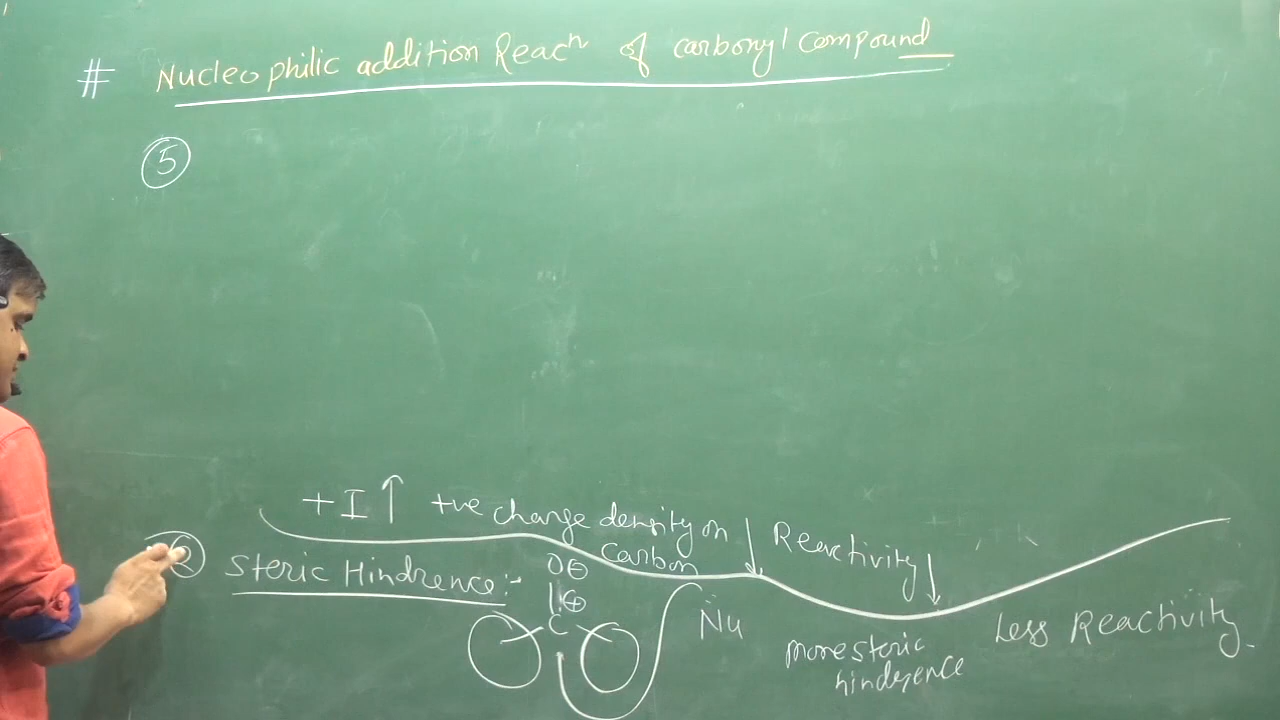 # Nucleophilic addition Reacⁿ of carbonyl compound
⑤
+I↑ +ve change density on carbon ↓ Reactivity ↓
② Steric Hindrence:-
O⊖
⊕
C
Nu
more steric
hindrence
Less Reactivity